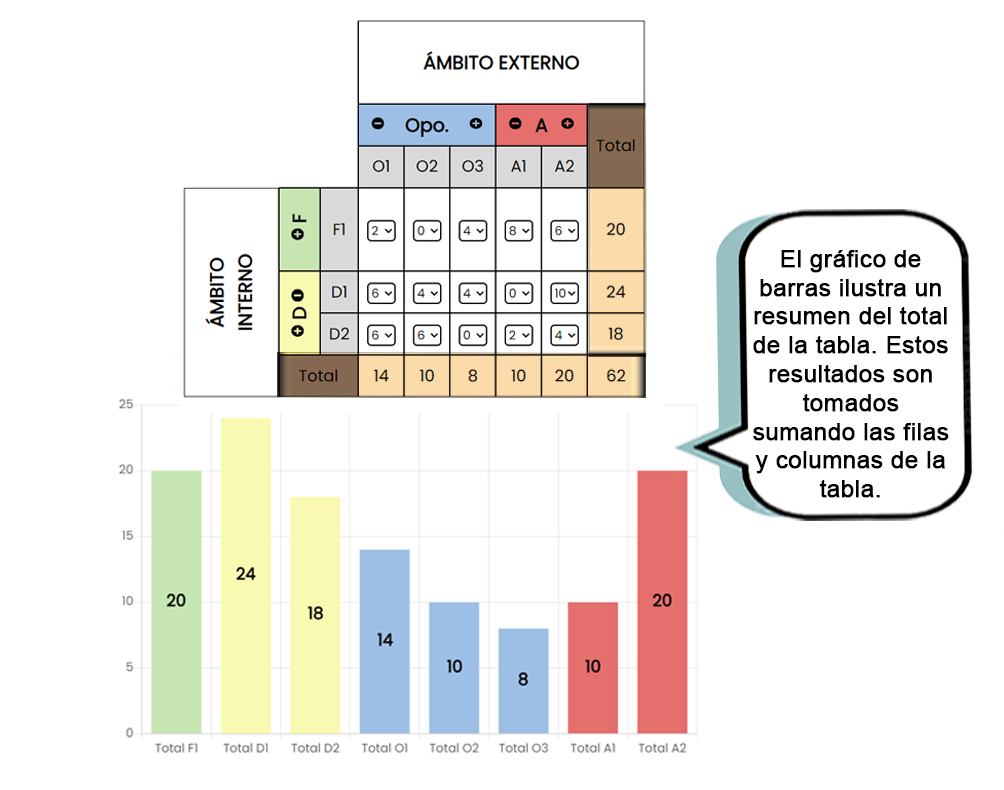 ÁMBITO EXTERNO
Opo. A Total
O1 O2 O3 A1 A2
ÁMBITO INTERNO
F F1 2 0 4 8 6 20
D D1 6 4 4 0 10 24
D2 6 6 0 2 4 18
Total 14 10 8 10 20 62
El gráfico de
barras ilustra un
resumen del total
de la tabla. Estos
resultados son
tomados
sumando las filas
y columnas de la
tabla.
25
20
15
10
5
0
20 24 18 14 10 8 10 20
Total F1 Total D1 Total D2 Total O1 Total O2 Total O3 Total A1 Total A2